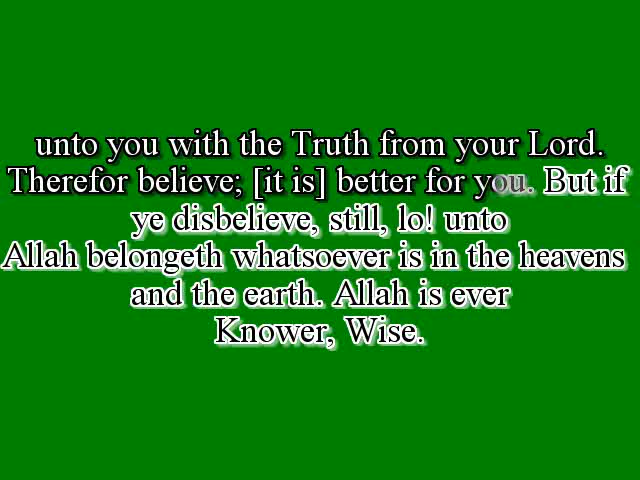 unto you with the Truth from your Lord.
Therefor believe; [it is] better for you. But if
ye disbelieve, still, lo! unto
Allah belongeth whatsoever is in the heavens
and the earth. Allah is ever
Knower, Wise.